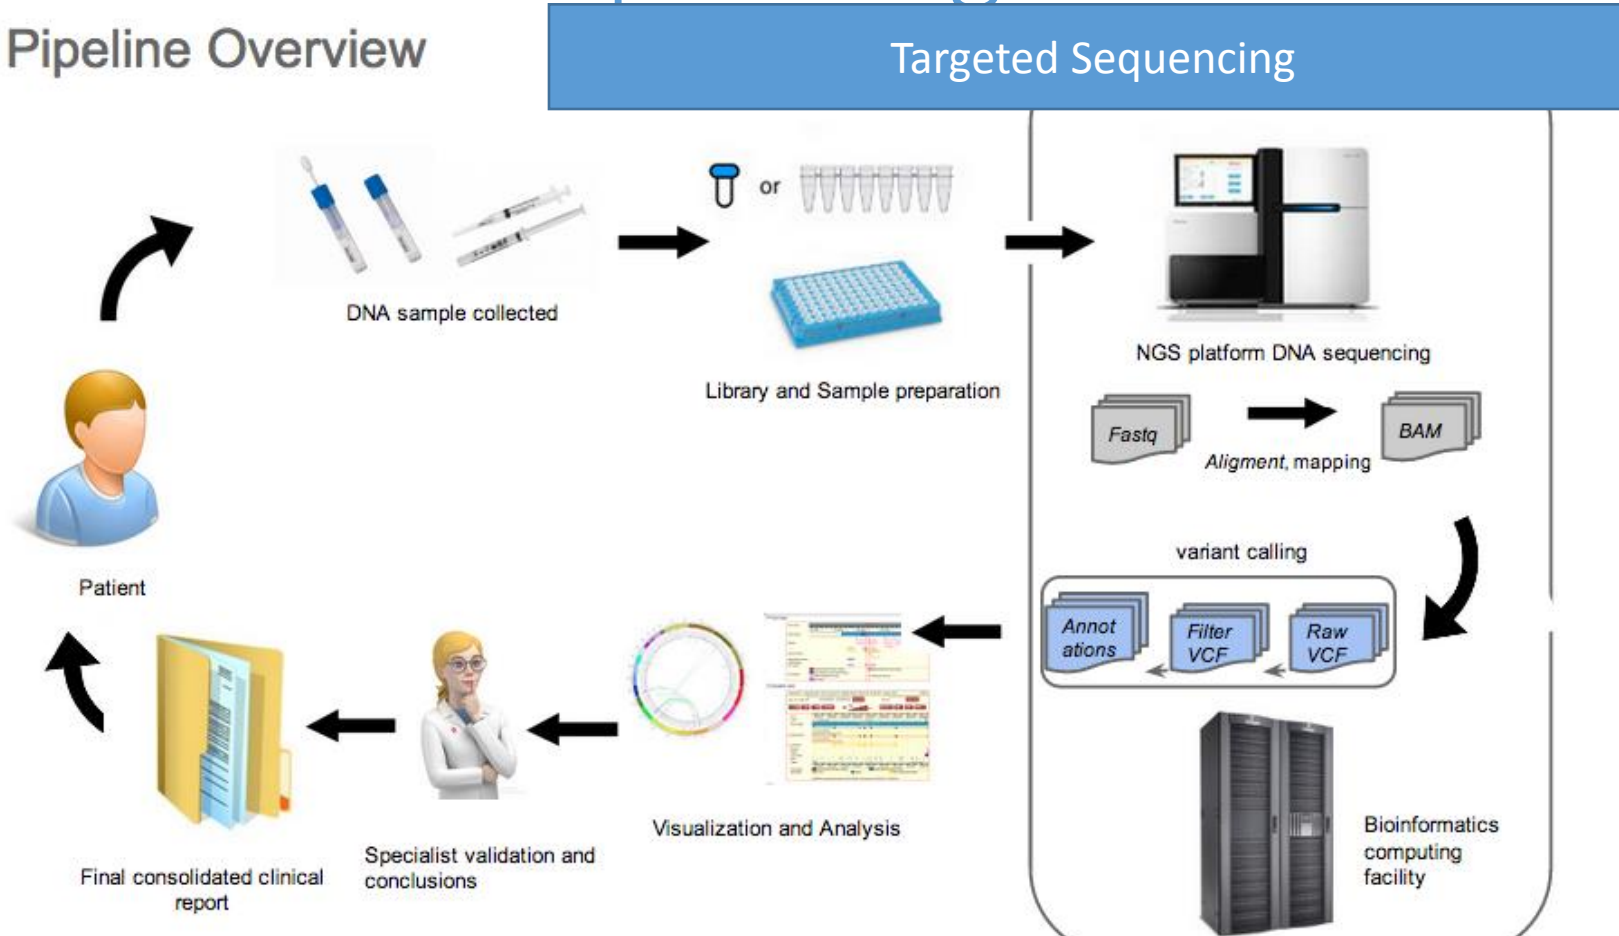 Pipeline Overview
Targeted Sequencing
or
DNA sample collected
Library and Sample preparation
NGS platform DNA sequencing
Fastq
BAM
Aligment, mapping
variant calling
Annot
ations
Filter
VCF
Raw
VCF
Patient
Visualization and Analysis
Specialist validation and
conclusions
Final consolidated clinical
report
Bioinformatics
computing
facility